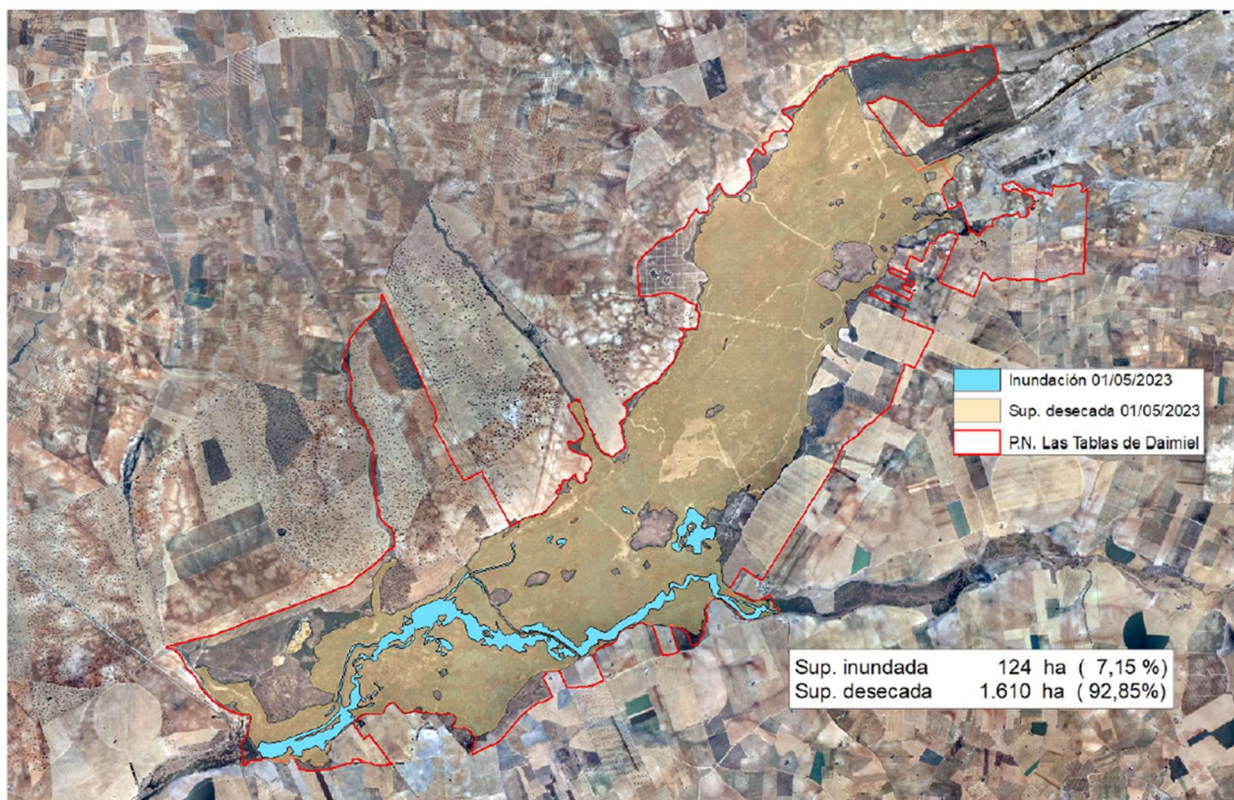 Inundación 01/05/2023
Sup. desecada 01/05/2023
P.N. Las Tablas de Daimiel
Sup. inundada 124 ha ( 7,15 %)
Sup. desecada 1.610 ha ( 92,85%)